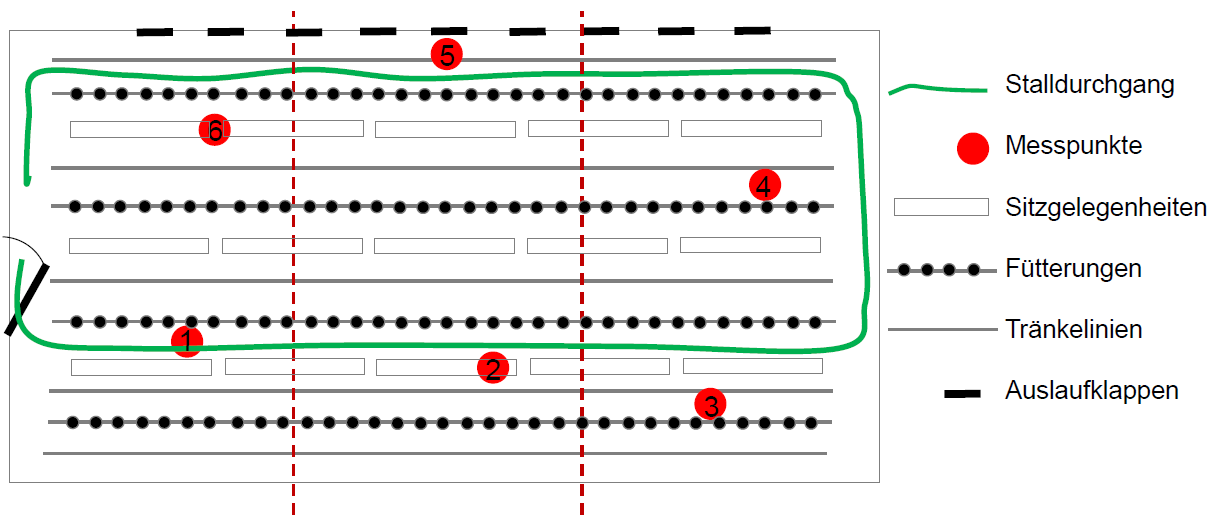 5
Stalldurchgang
6
Messpunkte
4
Sitzgelegenheiten
Fütterungen
1
Tränkelinien
2
3
Auslaufklappen